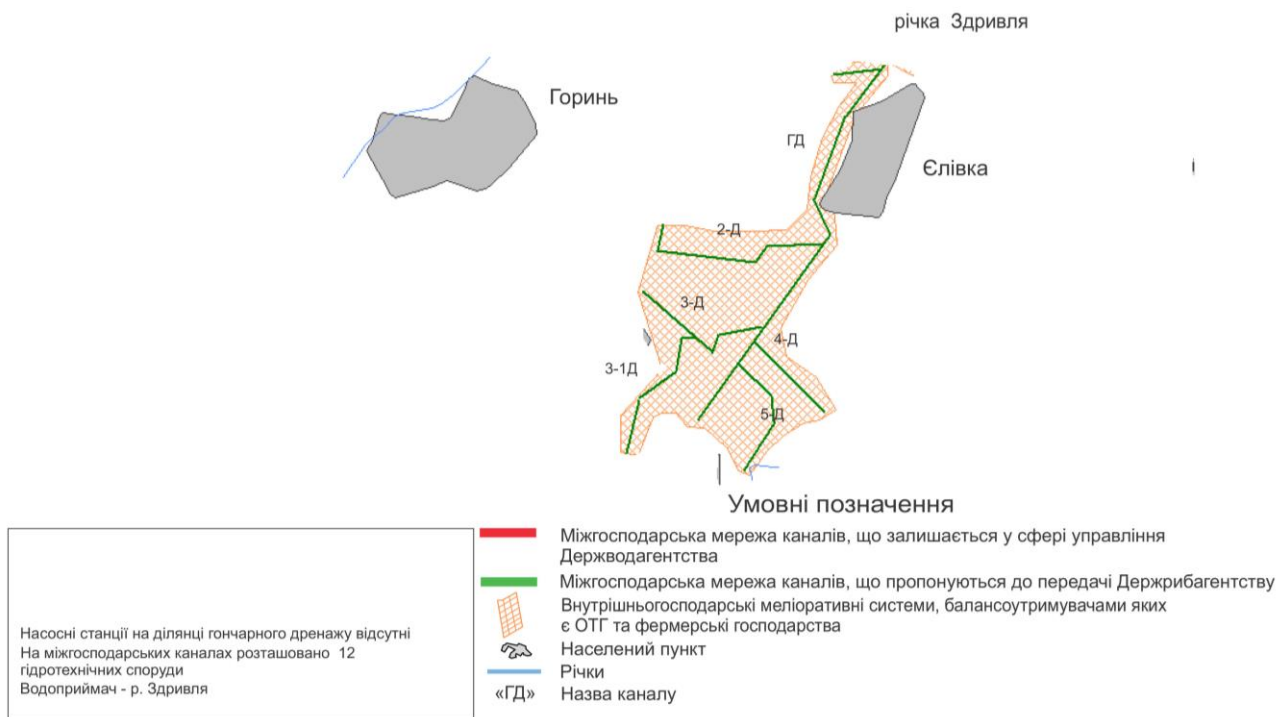 річка Здривля
Горинь
ГД
Єлівка
2-Д
3-Д
4-Д
3-1Д
5-Д
Умовні позначення
Міжгосподарська мережа каналів, що залишається у сфері управління
Держводагентства
Міжгосподарська мережа каналів, що пропонуються до передачі Держрибагентству
Внутрішньогосподарські меліоративні системи, балансоутримувачами яких
є ОТГ та фермерські господарства
Населений пункт
Річки
«ГД» Назва каналу
Насосні станції на ділянці гончарного дренажу відсутні
На міжгосподарських каналах розташовано 12
гідротехнічних споруди
Водоприймач - р. Здривля